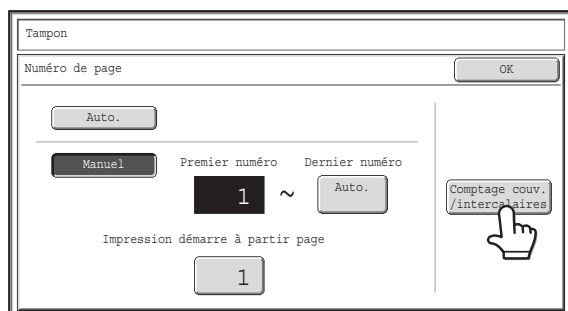 Tampon
Numéro de page
OK
Auto.
Manuel
Premier numéro
Dernier numéro
1
~
Auto.
Comptage couv.
/intercalaires
Impression démarre à partir page
1